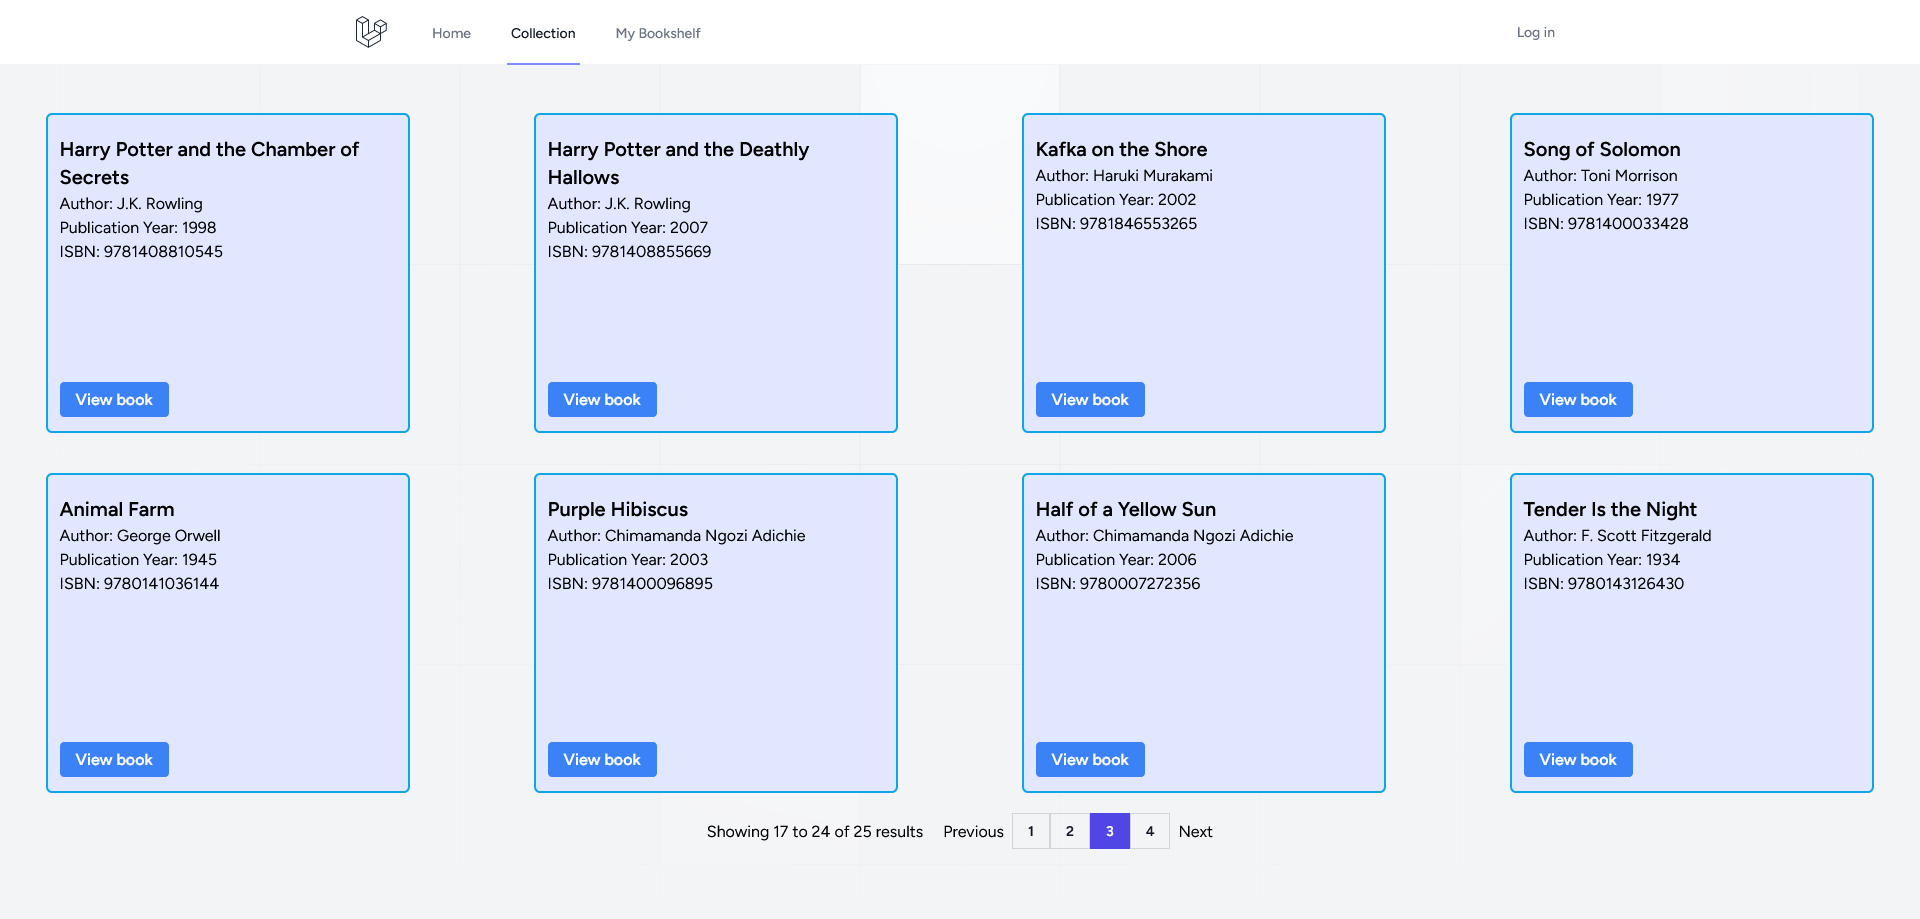 Home
Collection
My Bookshelf
Log in
Harry Potter and the Chamber of
Secrets
Author: J.K. Rowling
Publication Year: 1998
ISBN: 9781408810545
View book
Harry Potter and the Deathly
Hallows
Author: J.K. Rowling
Publication Year: 2007
ISBN: 9781408855669
View book
Kafka on the Shore
Author: Haruki Murakami
Publication Year: 2002
ISBN: 9781846553265
View book
Song of Solomon
Author: Toni Morrison
Publication Year: 1977
ISBN: 9781400033428
View book
Animal Farm
Author: George Orwell
Publication Year: 1945
ISBN: 9780141036144
View book
Purple Hibiscus
Author: Chimamanda Ngozi Adichie
Publication Year: 2003
ISBN: 9781400096895
View book
Half of a Yellow Sun
Author: Chimamanda Ngozi Adichie
Publication Year: 2006
ISBN: 9780007272356
View book
Tender Is the Night
Author: F. Scott Fitzgerald
Publication Year: 1934
ISBN: 9780143126430
View book
Showing 17 to 24 of 25 results Previous 1 2 3 4 Next